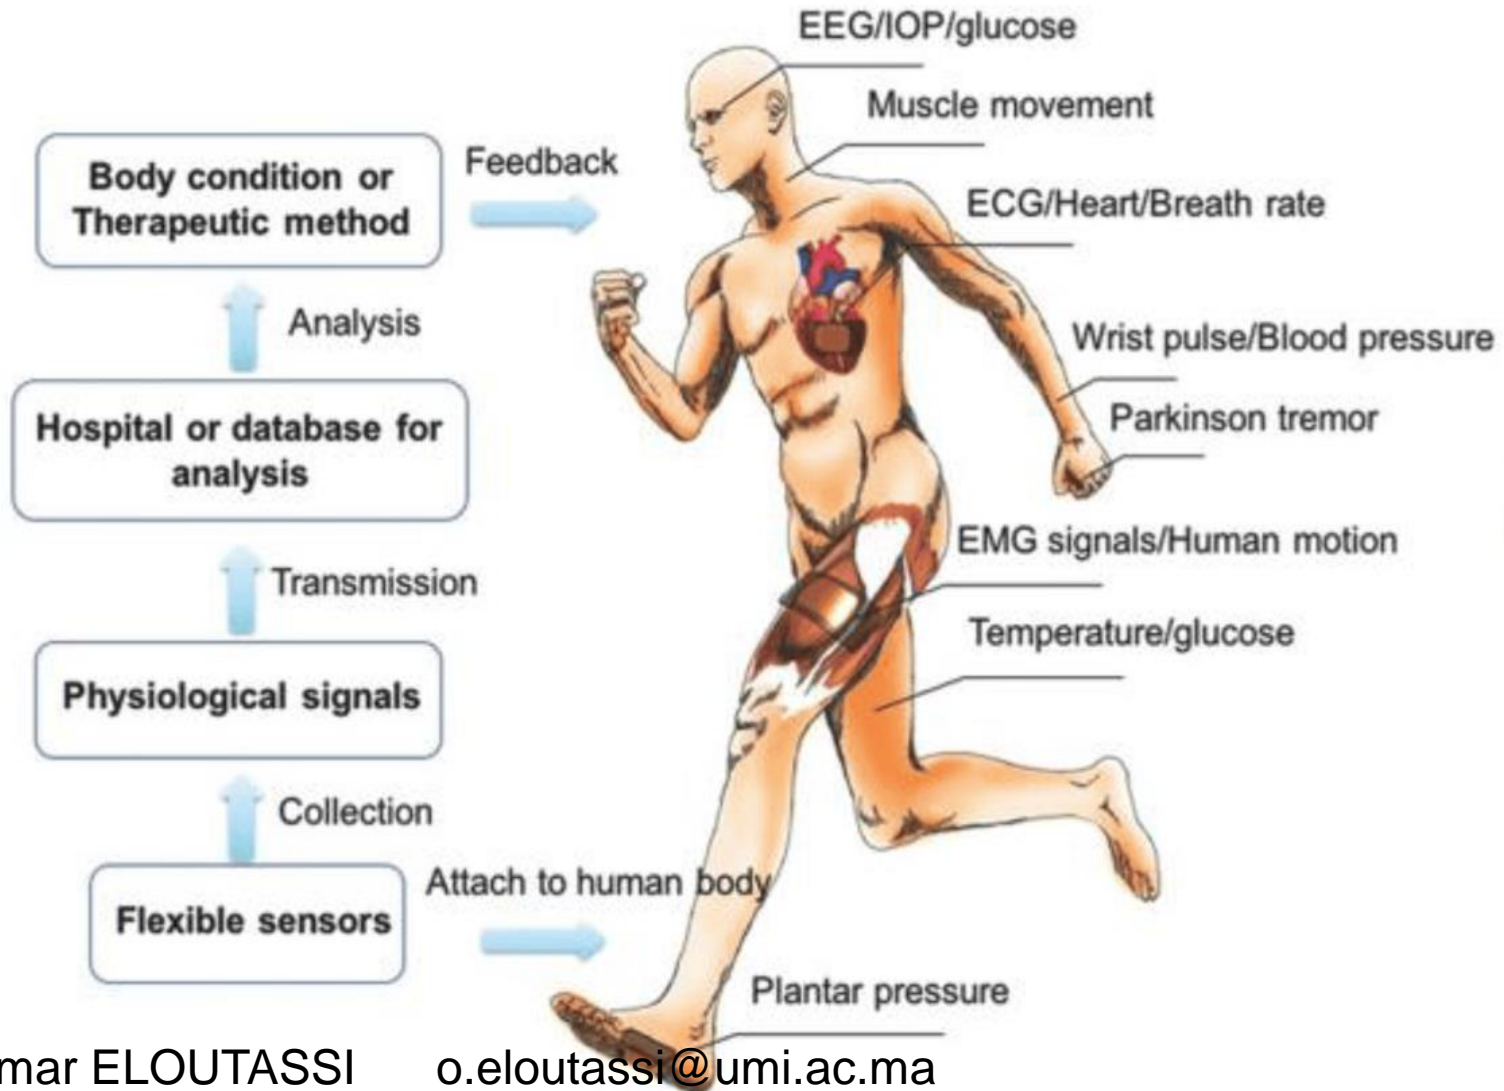 EEG/IOP/glucose
Muscle movement
Body condition or
Therapeutic method
Feedback
ECG/Heart/Breath rate
Analysis
Wrist pulse/Blood pressure
Hospital or database for
analysis
Parkinson tremor
EMG signals/Human motion
Transmission
Temperature/glucose
Physiological signals
Collection
Attach to human body
Flexible sensors
Plantar pressure
mar ELOUTASSI o.eloutassi@umi.ac.ma